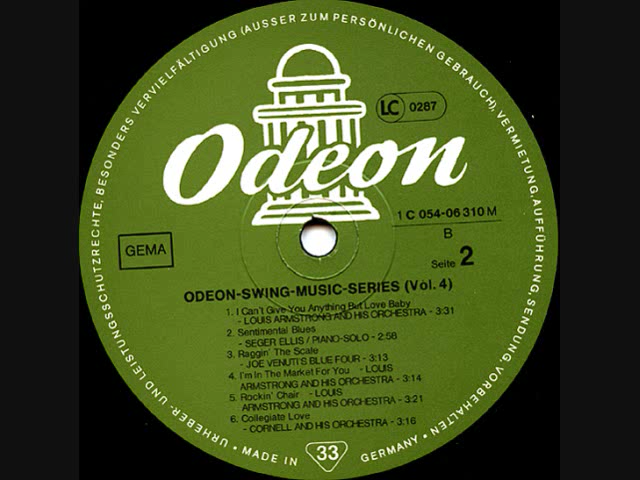 URHEBER- UND LEISTUNGSSCHUTZRECHTE, BESONDERS VERVIELFÄLTIGUNG (AUSSER ZUM PERSÖNLICHEN GEBRAUCH), VERMIETUNG, AUFFÜHRUNG, SENDUNG, VORBEHALTEN
LC 0287
Odeon
1 C 054-06 310 M
B
GEMA
Seite 2
ODEON-SWING-MUSIC-SERIES (Vol. 4)
1. I Can't Give You Anything But Love Baby
- LOUIS ARMSTRONG AND HIS ORCHESTRA - 3:31
2. Sentimental Blues
- SEGER ELLIS / PIANO-SOLO - 2:58
3. Raggin' The Scale
- JOE VENUTI'S BLUE FOUR - 3:13
4. I'm In The Market For You - LOUIS
ARMSTRONG AND HIS ORCHESTRA - 3:14
5. Rockin' Chair - LOUIS
ARMSTRONG AND HIS ORCHESTRA - 3:21
6. Collegiate Love
- CORNELL AND HIS ORCHESTRA - 3:16
• MADE IN 33 GERMANY •